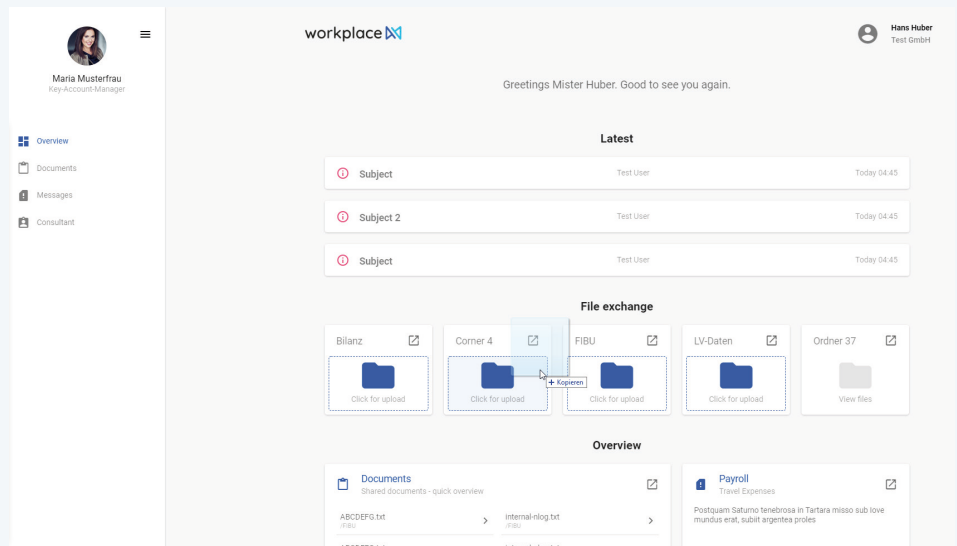 workplace
Hans Huber
Test GmbH
Maria Musterfrau
Key-Account-Manager
Greetings Mister Huber. Good to see you again.
Overview
Documents
Messages
Consultant
Latest
Subject Test User Today 04:45
Subject 2 Test User Today 04:45
Subject Test User Today 04:45
File exchange
Bilanz Corner 4 FIBU LV-Daten Ordner 37
Click for upload Click for upload Click for upload Click for upload View files
+ Kopieren
Overview
Documents
Shared documents - quick overview
ABCDEFG.txt internal-nlog.txt
/FIBU /FIBU
Payroll
Travel Expenses
Postquam Saturno tenebrosa in Tartara misso sub Iove
mundus erat, subiit argentea proles